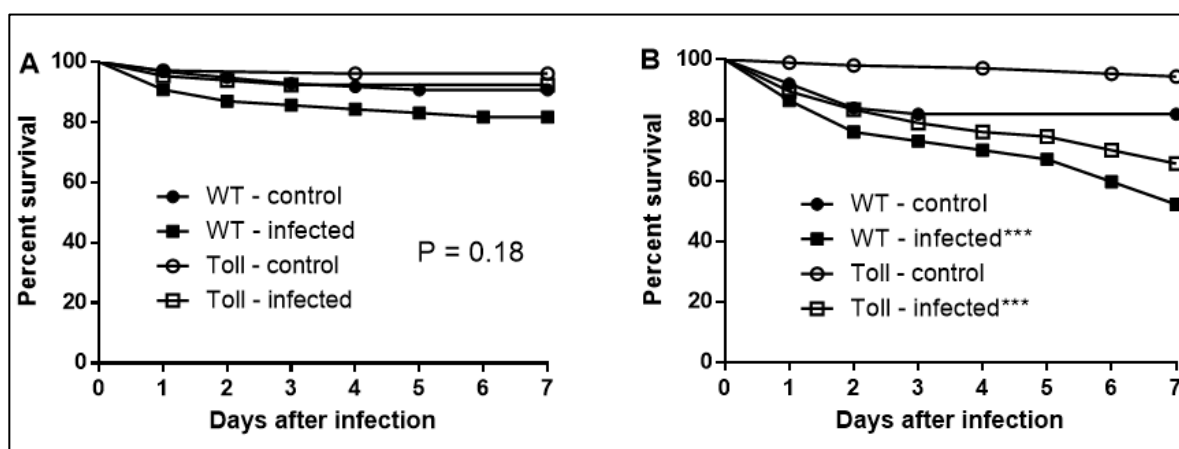 A
Percent survival
100
80
60
40
20
0
WT - control
WT - infected
Toll - control
Toll - infected
P = 0.18
0 1 2 3 4 5 6 7
Days after infection
B
Percent survival
100
80
60
40
20
0
WT - control
WT - infected***
Toll - control
Toll - infected***
0 1 2 3 4 5 6 7
Days after infection